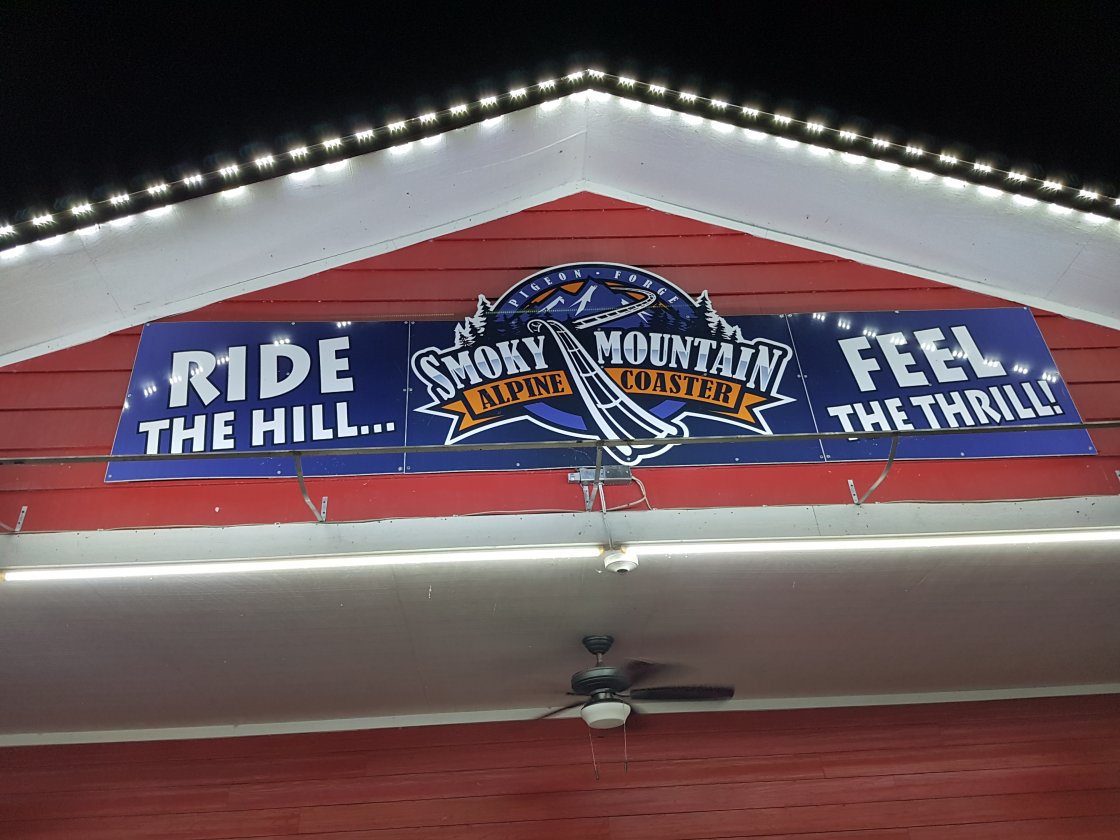 RIDE
THE HILL...
PIGEON - FORGE
SMOKY MOUNTAIN
ALPINE COASTER
FEEL
THE THRILL!